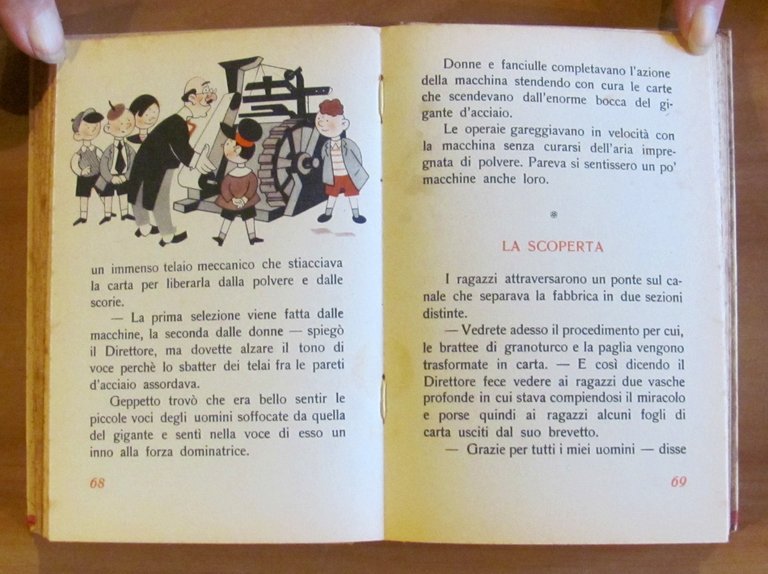 un immenso telaio meccanico che stiacciava
la carta per liberarla dalla polvere e dalle
scorie.
— La prima selezione viene fatta dalle
macchine, la seconda dalle donne — spiegò
il Direttore, ma dovette alzare il tono di
voce perchè lo sbatter dei telai fra le pareti
d'acciaio assordava.
Geppetto trovò che era bello sentir le
piccole voci degli uomini soffocate da quella
del gigante e sentì nella voce di esso un
inno alla forza dominatrice.
68
Donne e fanciulle completavano l'azione
della macchina stendendo con cura le carte
che scendevano dall'enorme bocca del gi-
gante d'acciaio.
Le operaie gareggiavano in velocità con
la macchina senza curarsi dell'aria impre-
gnata di polvere. Pareva si sentissero un po'
macchine anche loro.
*
LA SCOPERTA
I ragazzi attraversarono un ponte sul ca-
nale che separava la fabbrica in due sezioni
distinte.
— Vedrete adesso il procedimento per cui,
le brattee di granoturco e la paglia vengono
trasformate in carta. — E così dicendo il
Direttore fece vedere ai ragazzi due vasche
profonde in cui stava compiendosi il miracolo
e porse quindi ai ragazzi alcuni fogli di
carta usciti dal suo brevetto.
— Grazie per tutti i miei uomini — disse
69